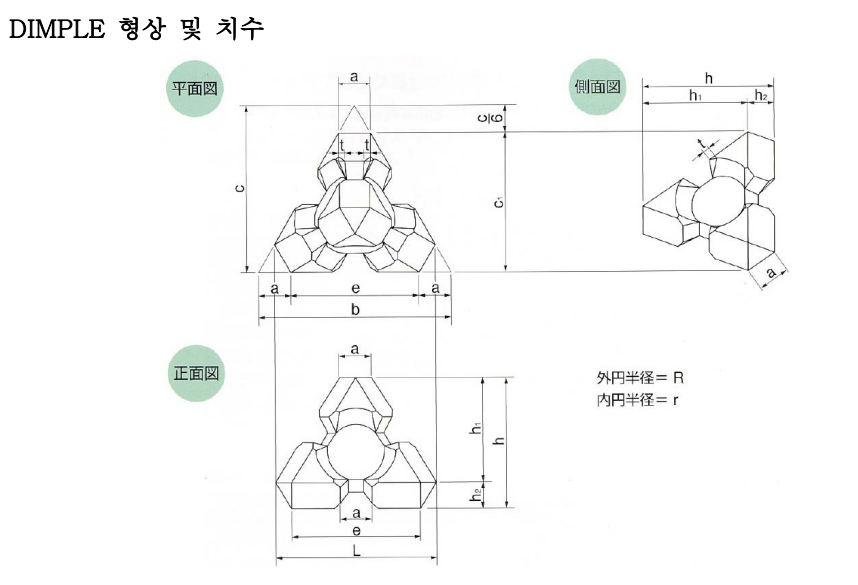 DIMPLE 형상 및 치수
平面図
a
c/6
t t
c
c₁
a e a
b
側面図
h
h₁ h₂
t
a
正面図
a
h₁
h
h₂
a
e
L
外円半径＝ R
内円半径＝ r